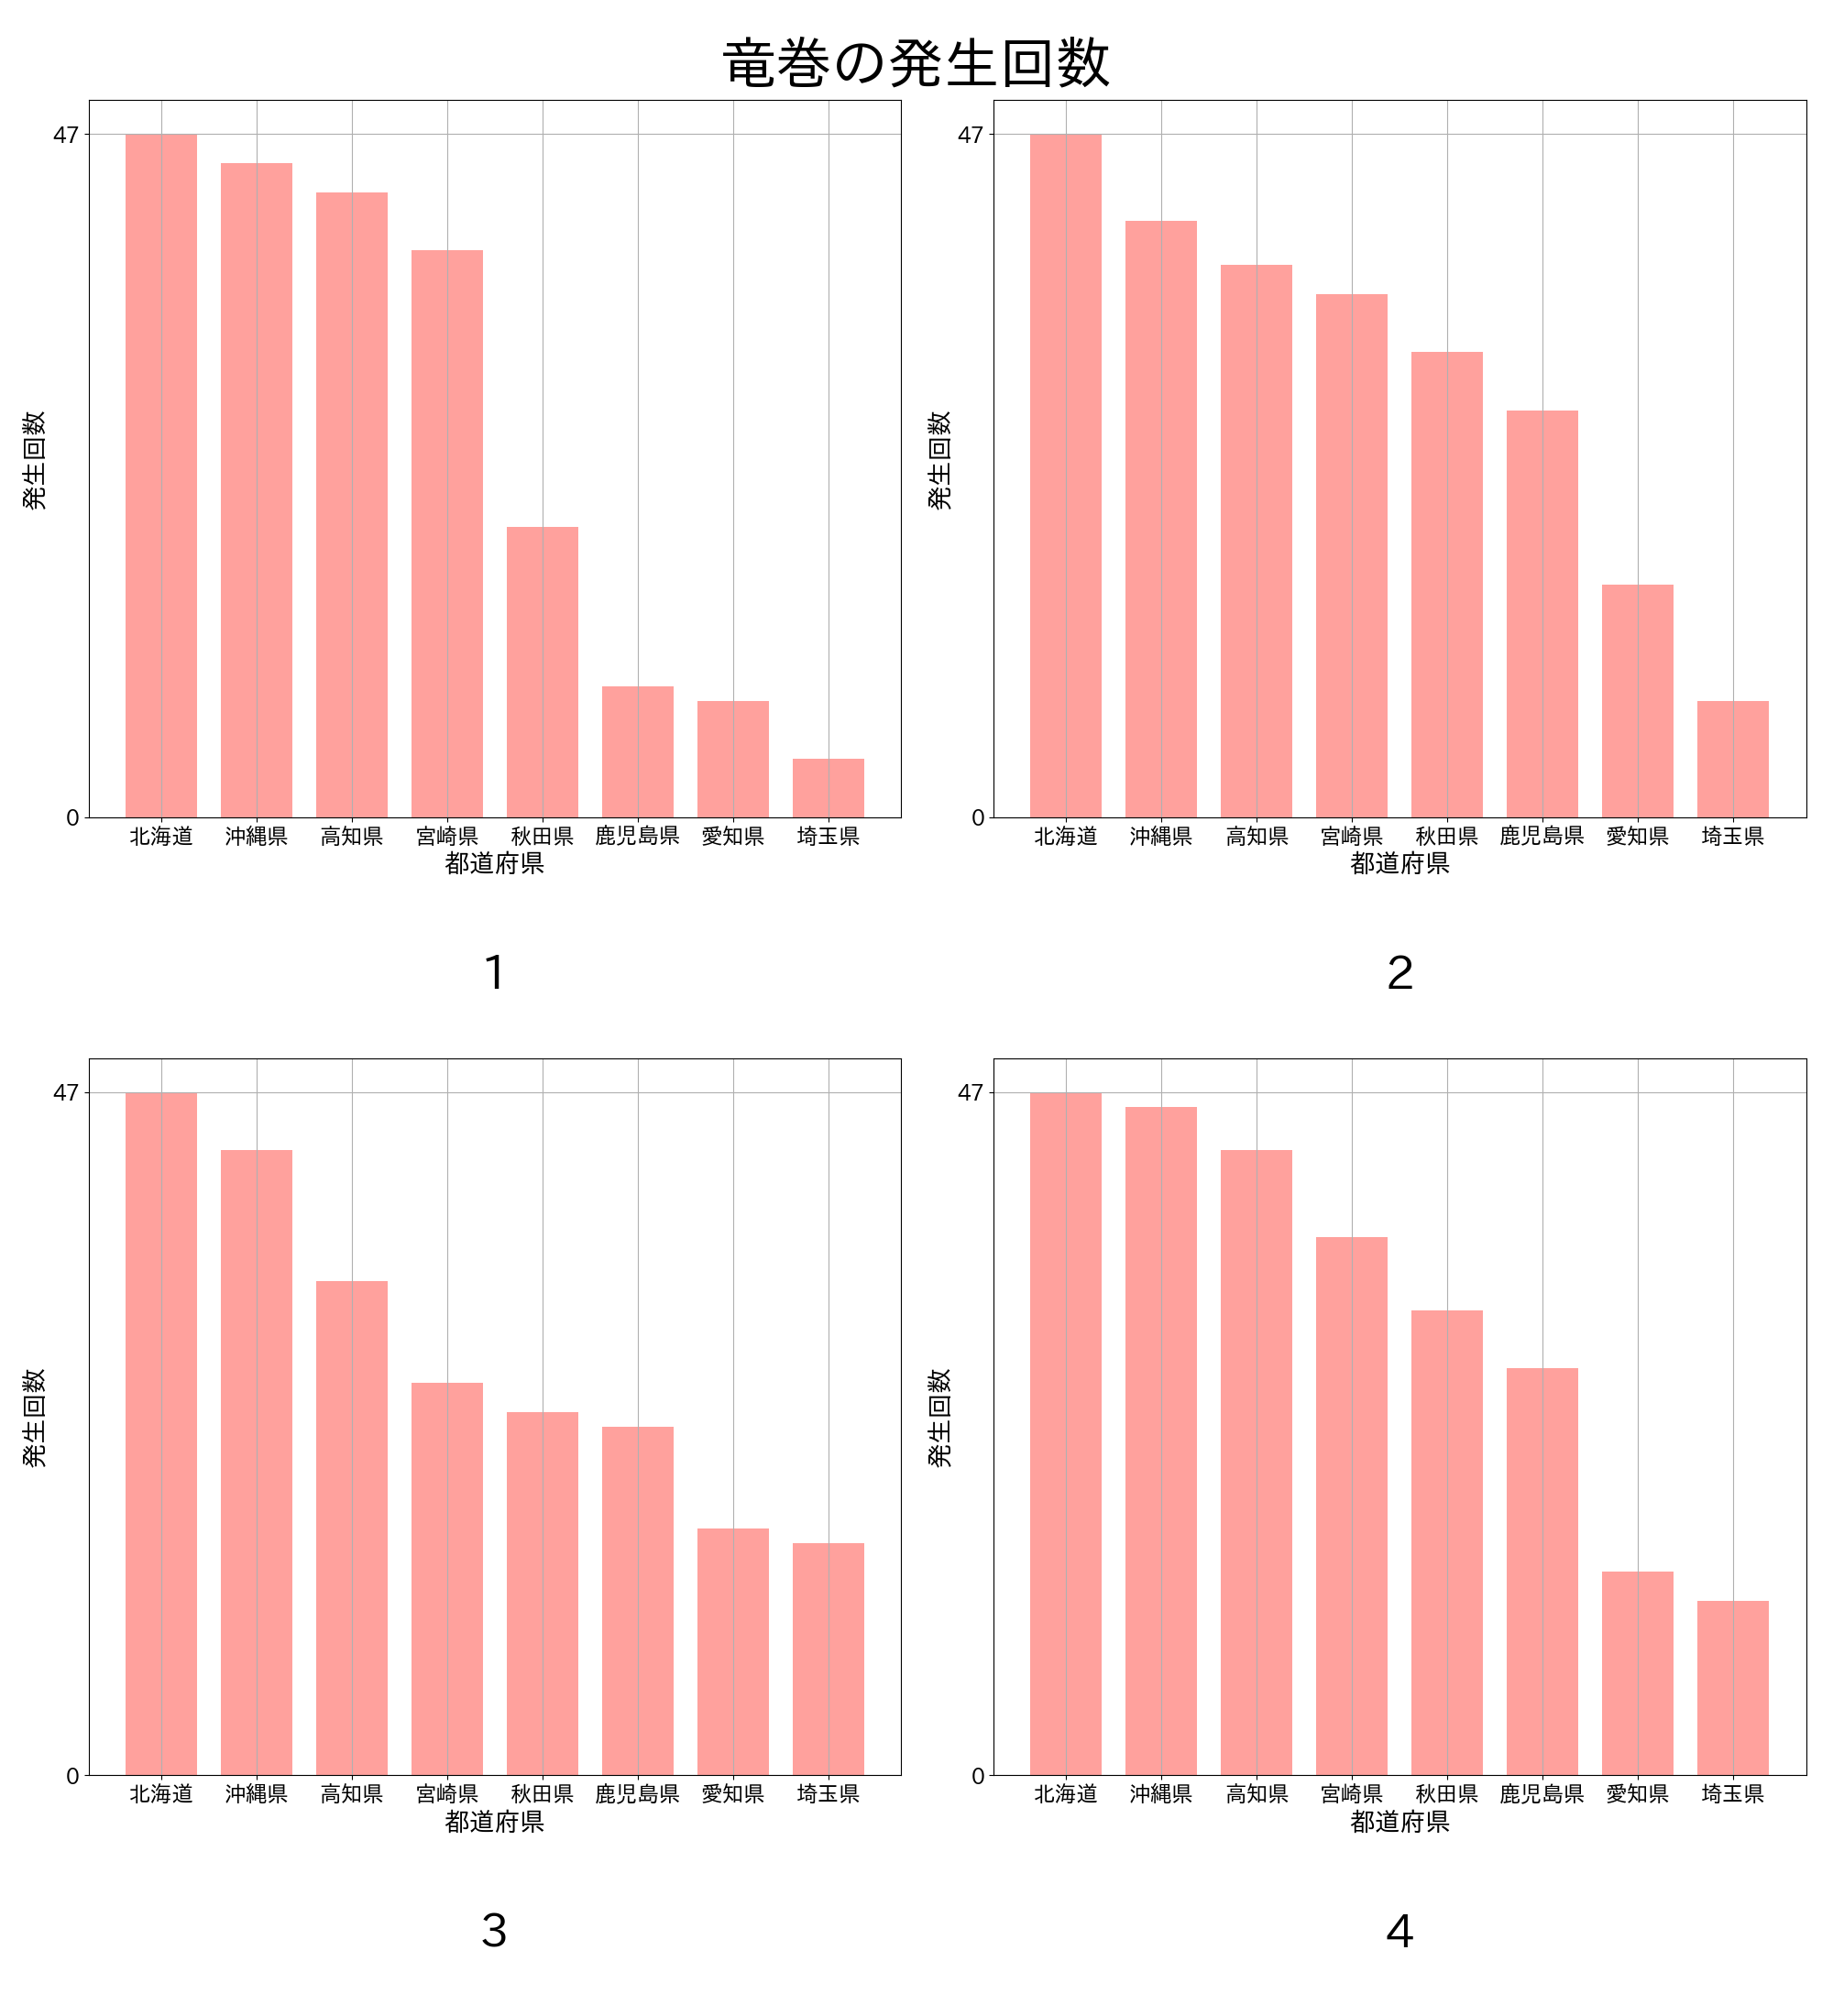 竜巻の発生回数
47
0
発生回数
北海道 沖縄県 高知県 宮崎県 秋田県 鹿児島県 愛知県 埼玉県
都道府県
1
47
0
発生回数
北海道 沖縄県 高知県 宮崎県 秋田県 鹿児島県 愛知県 埼玉県
都道府県
2
47
0
発生回数
北海道 沖縄県 高知県 宮崎県 秋田県 鹿児島県 愛知県 埼玉県
都道府県
3
47
0
発生回数
北海道 沖縄県 高知県 宮崎県 秋田県 鹿児島県 愛知県 埼玉県
都道府県
4